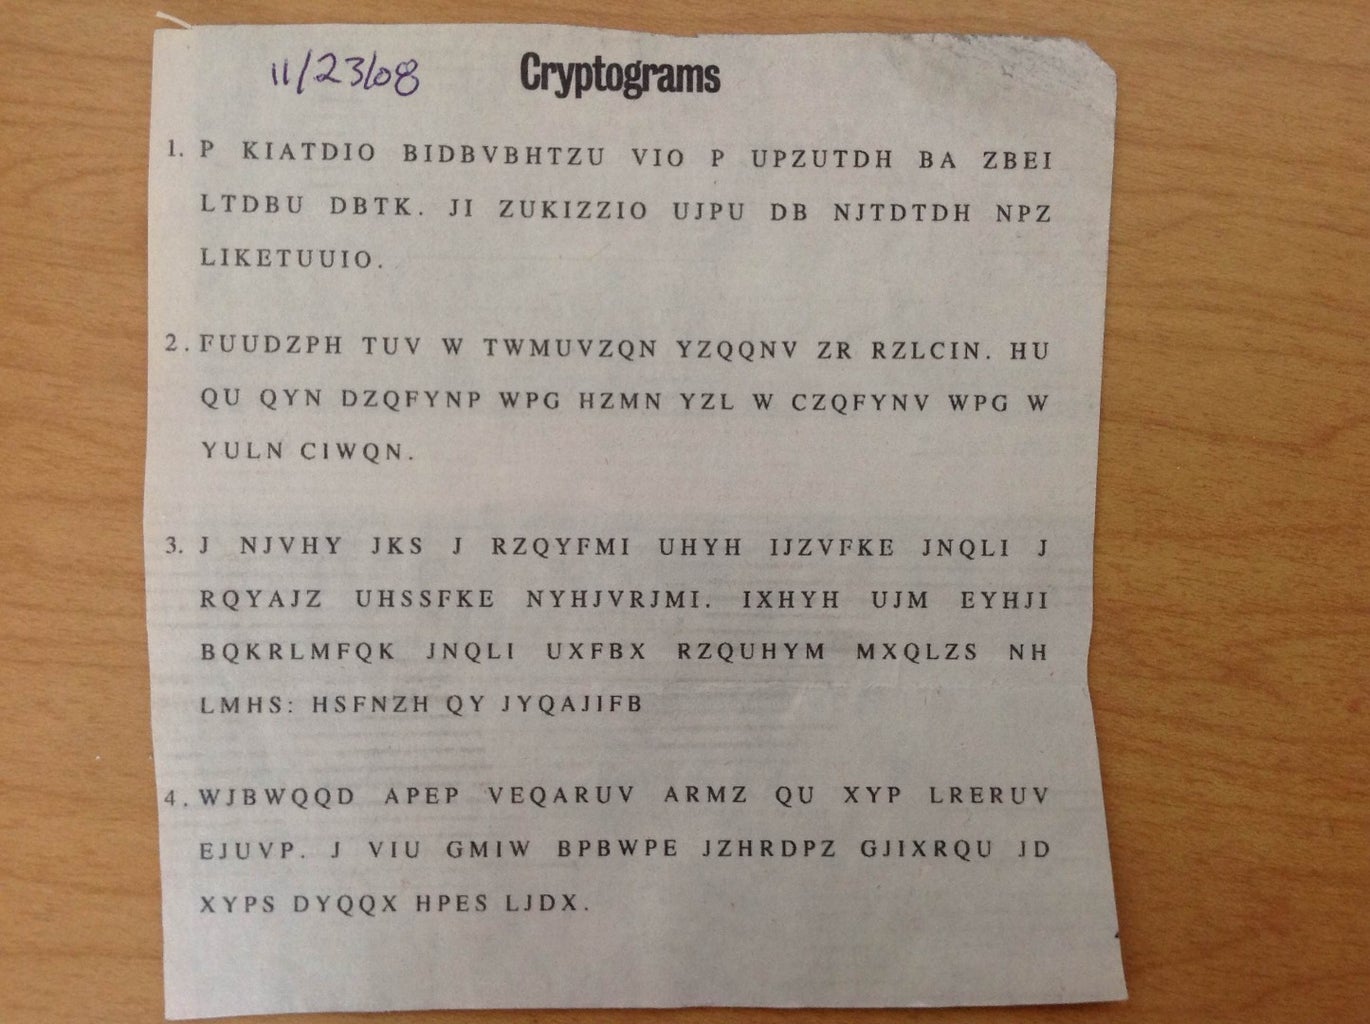 11/23/08 Cryptograms
1. P KIATDIO BIDBVBHTZU VIO P UPZUTDH BA ZBEI
LTDBU DBTK. JI ZUKIZZIO UJPU DB NJTDTDH NPZ
LIKETUUIO.
2. FUUDZPH TUV W TWMUVZQN YZQQNV ZR RZLCIN. HU
QU QYN DZQFYNP WPG HZMN YZL W CZQFYNV WPG W
YULN CIWQN.
3. J NJVHY JKS J RZQYFMI UHYH IJZVFKE JNQLI J
RQYAJZ UHSSFKE NYHJVRJMI. IXHYH UJM EYHJI
BQKRLMFQK JNQLI UXFBX RZQUHYM MXQLZS NH
LMHS: HSFNZH QY JYQAJIFB
4. WJBWQQD APEP VEQARUV ARMZ QU XYP LRERUV
EJUVP. J VIU GMIW BPBWPE JZHRDPZ GJIXRQU JD
XYPS DYQQX HPES LJDX.